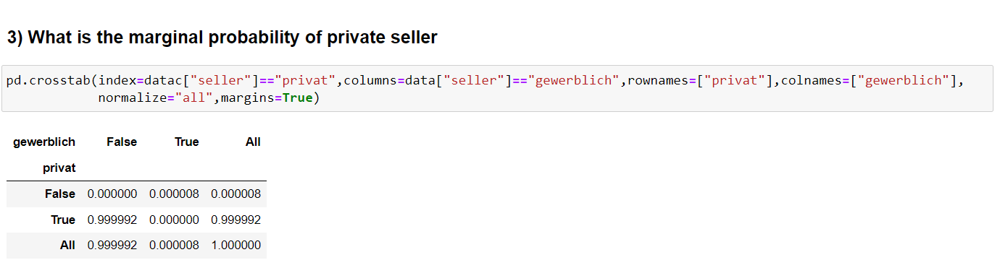 3) What is the marginal probability of private seller
pd.crosstab(index=datac["seller"]=="privat",columns=data["seller"]=="gewerblich",rownames=["privat"],colnames=["gewerblich"],
normalize="all",margins=True)
gewerblich False True All
privat
False 0.000000 0.000008 0.000008
True 0.999992 0.000000 0.999992
All 0.999992 0.000008 1.000000